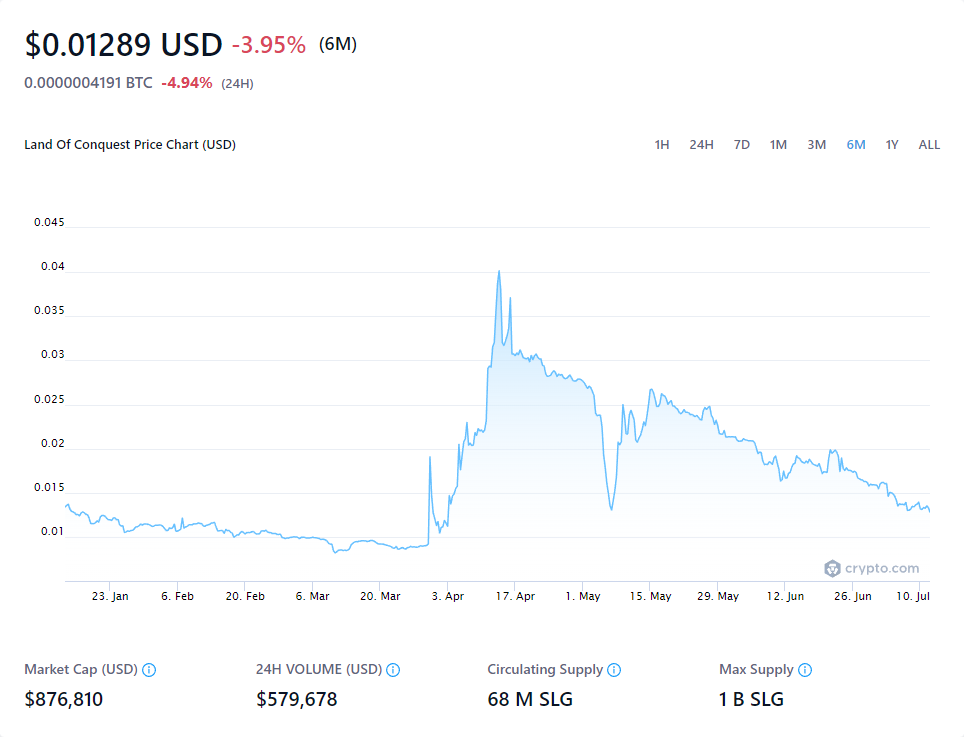 $0.01289 USD -3.95% (6M)
0.0000004191 BTC -4.94% (24H)
Land Of Conquest Price Chart (USD)
1H 24H 7D 1M 3M 6M 1Y ALL
0.045
0.04
0.035
0.03
0.025
0.02
0.015
0.01
crypto.com
23. Jan 6. Feb 20. Feb 6. Mar 20. Mar 3. Apr 17. Apr 1. May 15. May 29. May 12. Jun 26. Jun 10. Jul
Market Cap (USD) 24H VOLUME (USD) Circulating Supply Max Supply
$876,810 $579,678 68 M SLG 1 B SLG